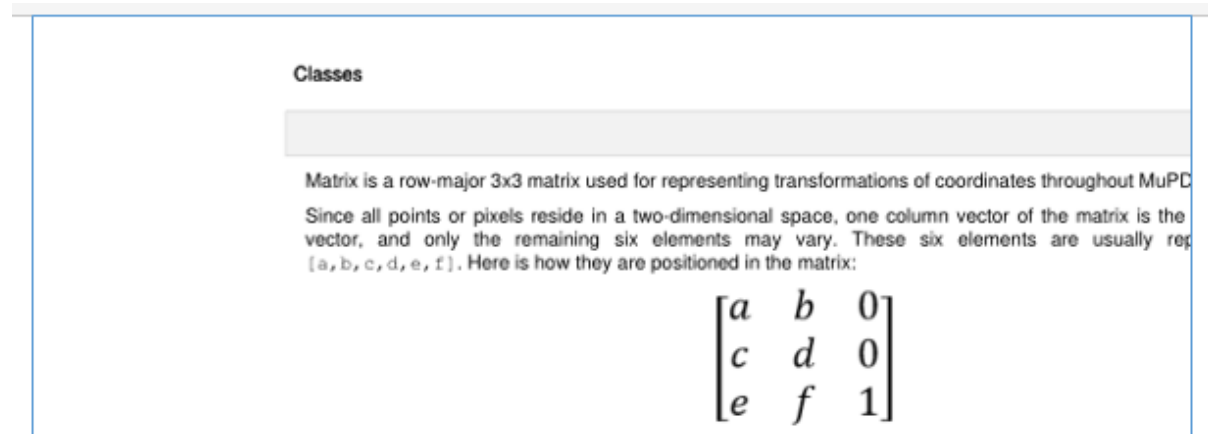 Classes
Matrix is a row-major 3x3 matrix used for representing transformations of coordinates throughout MuPD
Since all points or pixels reside in a two-dimensional space, one column vector of the matrix is the
vector, and only the remaining six elements may vary. These six elements are usually rep
[a,b,c,d,e,f]. Here is how they are positioned in the matrix:
a b 0
c d 0
e f 1